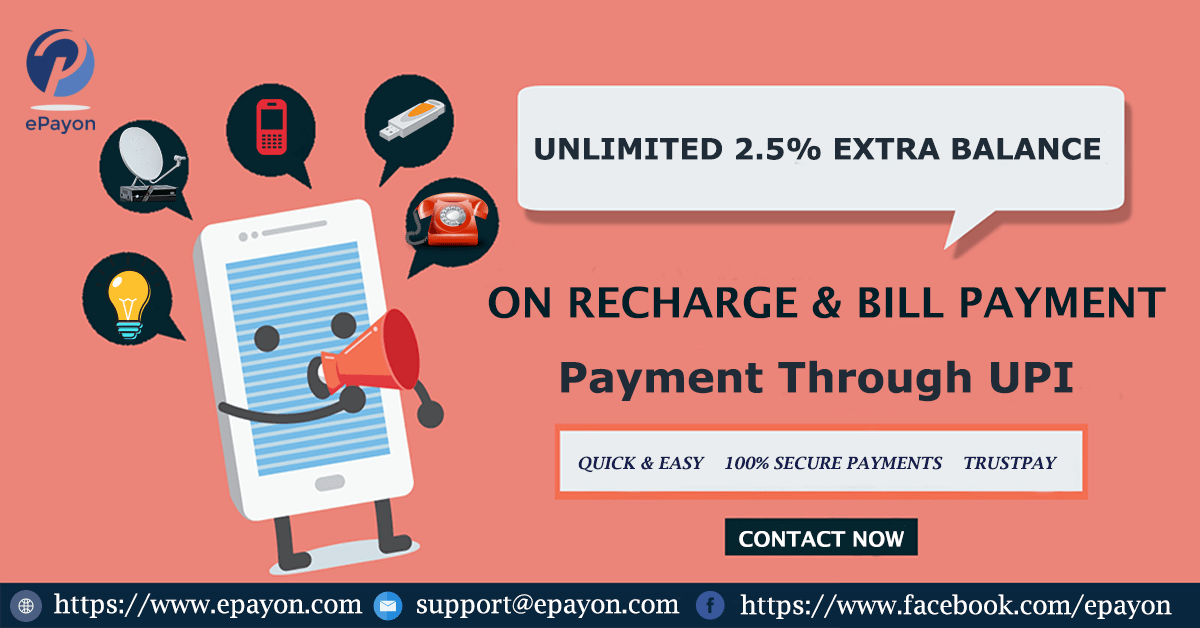 ePayon
UNLIMITED 2.5% EXTRA BALANCE
ON RECHARGE & BILL PAYMENT
Payment Through UPI
QUICK & EASY 100% SECURE PAYMENTS TRUSTPAY
CONTACT NOW
https://www.epayon.com support@epayon.com https://www.facebook.com/epayon